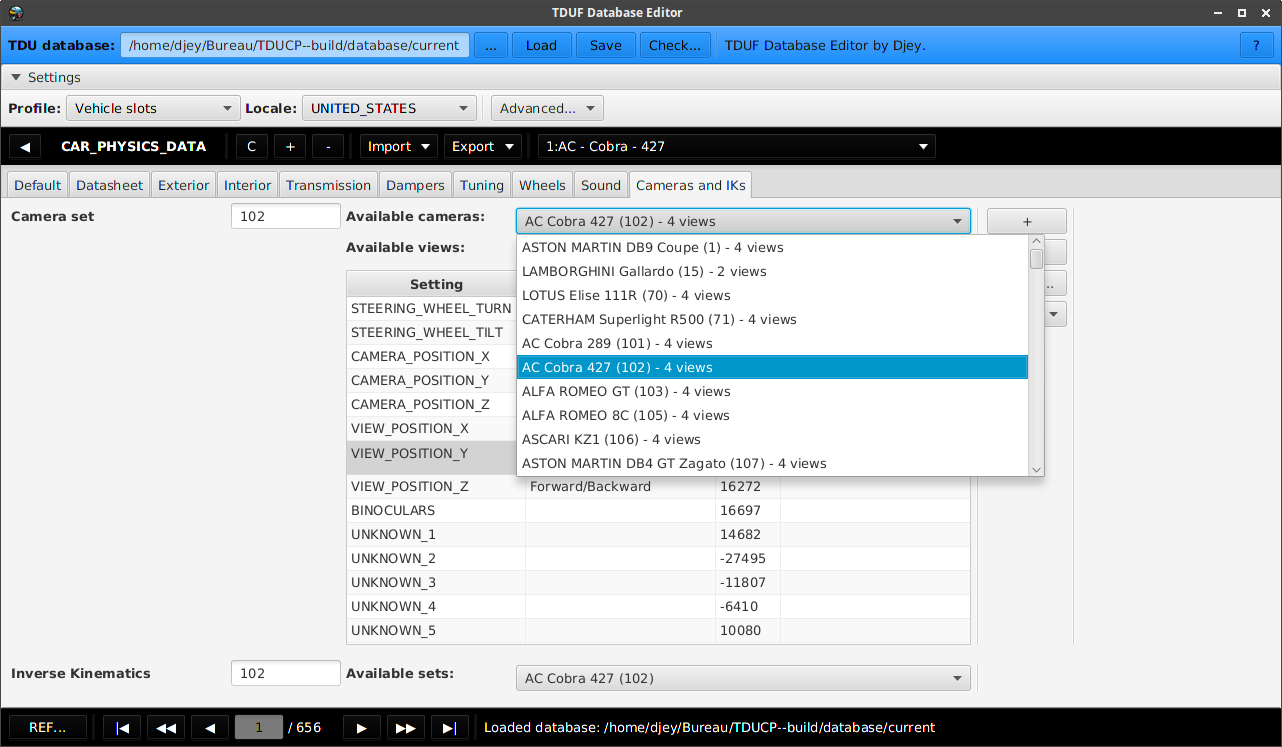 TDUF Database Editor
TDU database: /home/djey/Bureau/TDUCP--build/database/current ... Load Save Check... TDUF Database Editor by Djey. ?
Settings
Profile: Vehicle slots Locale: UNITED_STATES Advanced...
CAR_PHYSICS_DATA C + - Import Export 1:AC - Cobra - 427
Default Datasheet Exterior Interior Transmission Dampers Tuning Wheels Sound Cameras and IKs
Camera set 102 Available cameras: AC Cobra 427 (102) - 4 views +
Available views: ASTON MARTIN DB9 Coupe (1) - 4 views
LAMBORGHINI Gallardo (15) - 2 views
Setting LOTUS Elise 111R (70) - 4 views ..
STEERING_WHEEL_TURN CATERHAM Superlight R500 (71) - 4 views
STEERING_WHEEL_TILT AC Cobra 289 (101) - 4 views
CAMERA_POSITION_X AC Cobra 427 (102) - 4 views
CAMERA_POSITION_Y ALFA ROMEO GT (103) - 4 views
CAMERA_POSITION_Z ALFA ROMEO 8C (105) - 4 views
VIEW_POSITION_X ASCARI KZ1 (106) - 4 views
VIEW_POSITION_Y ASTON MARTIN DB4 GT Zagato (107) - 4 views
VIEW_POSITION_Z Forward/Backward 16272
BINOCULARS 16697
UNKNOWN_1 14682
UNKNOWN_2 -27495
UNKNOWN_3 -11807
UNKNOWN_4 -6410
UNKNOWN_5 10080
Inverse Kinematics 102 Available sets: AC Cobra 427 (102)
REF... 1 / 656 Loaded database: /home/djey/Bureau/TDUCP--build/database/current